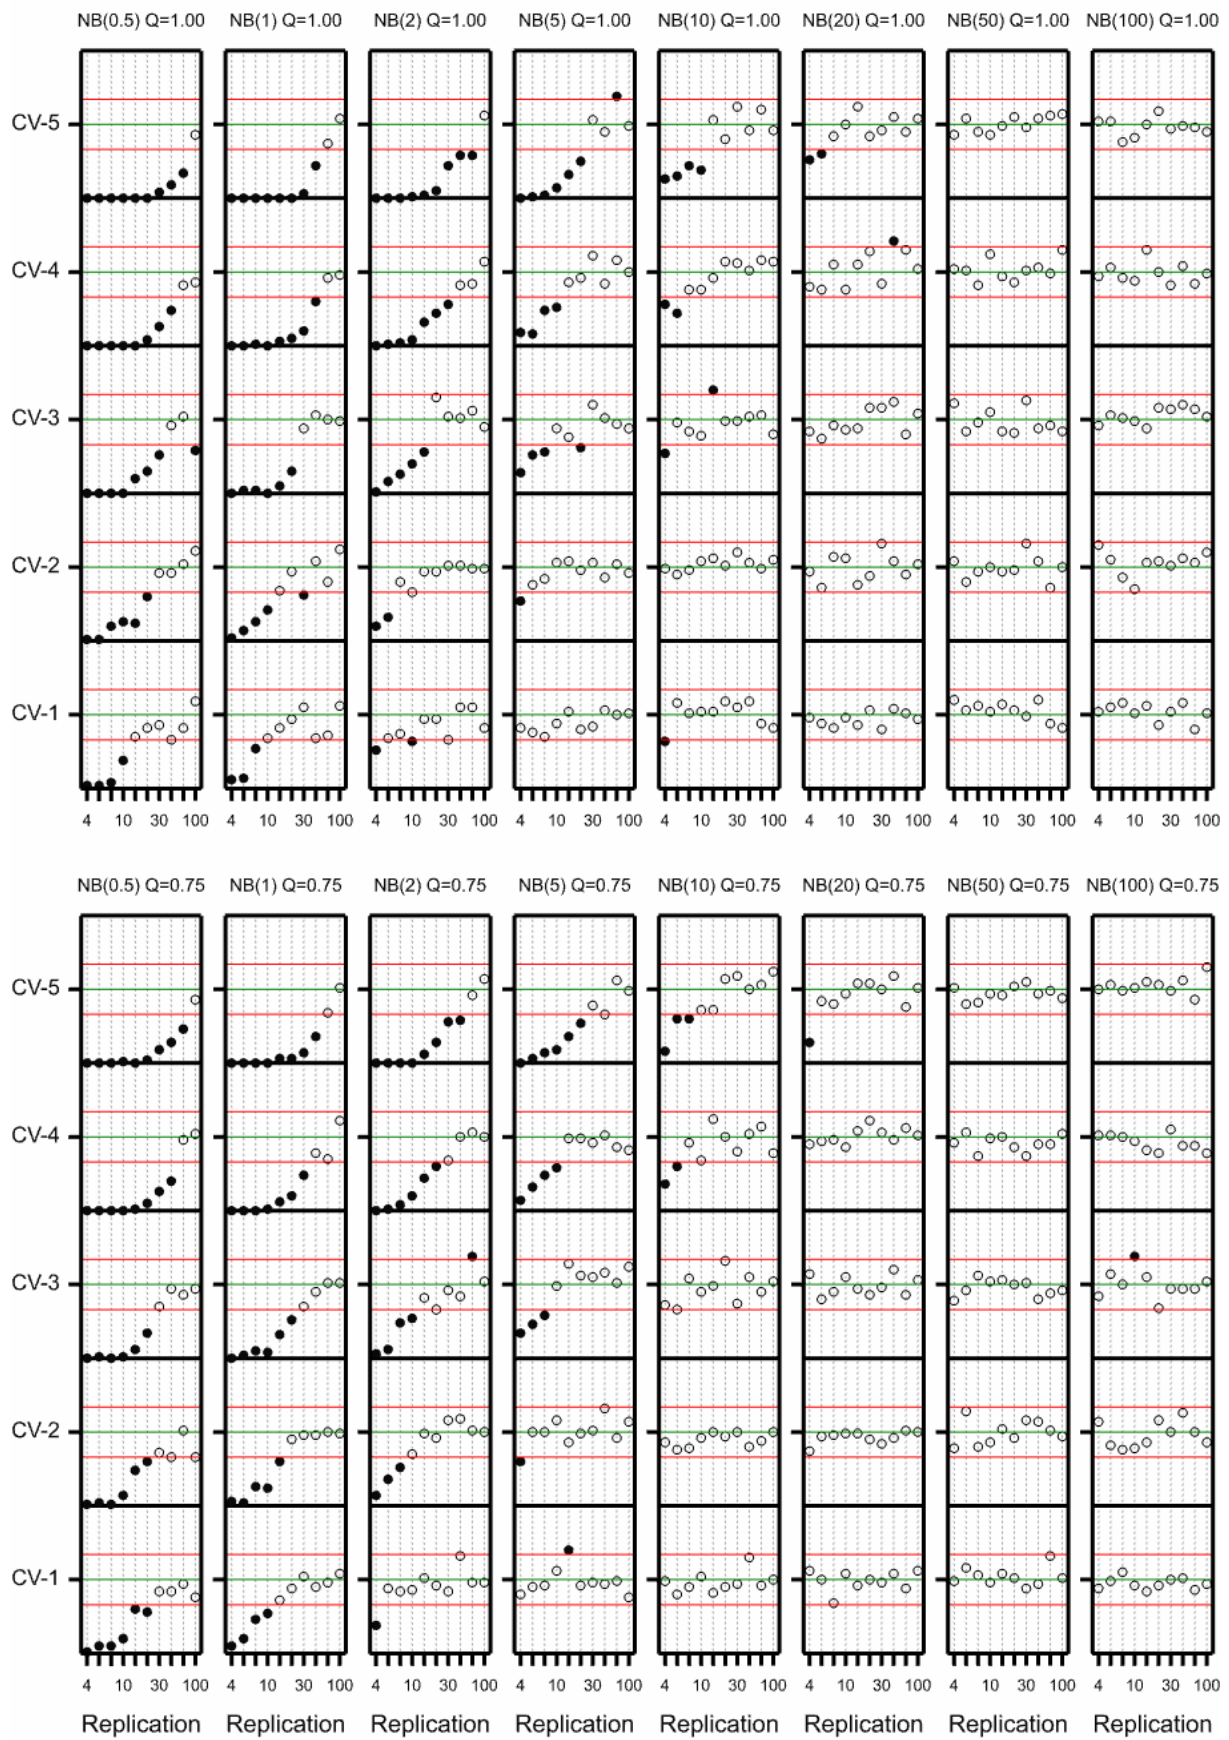 NB(0.5) Q=1.00 NB(1) Q=1.00 NB(2) Q=1.00 NB(5) Q=1.00 NB(10) Q=1.00 NB(20) Q=1.00 NB(50) Q=1.00 NB(100) Q=1.00
CV-5
CV-4
CV-3
CV-2
CV-1
4 10 30 100 4 10 30 100 4 10 30 100 4 10 30 100 4 10 30 100 4 10 30 100 4 10 30 100 4 10 30 100
NB(0.5) Q=0.75 NB(1) Q=0.75 NB(2) Q=0.75 NB(5) Q=0.75 NB(10) Q=0.75 NB(20) Q=0.75 NB(50) Q=0.75 NB(100) Q=0.75
CV-5
CV-4
CV-3
CV-2
CV-1
4 10 30 100 4 10 30 100 4 10 30 100 4 10 30 100 4 10 30 100 4 10 30 100 4 10 30 100 4 10 30 100
Replication Replication Replication Replication Replication Replication Replication Replication